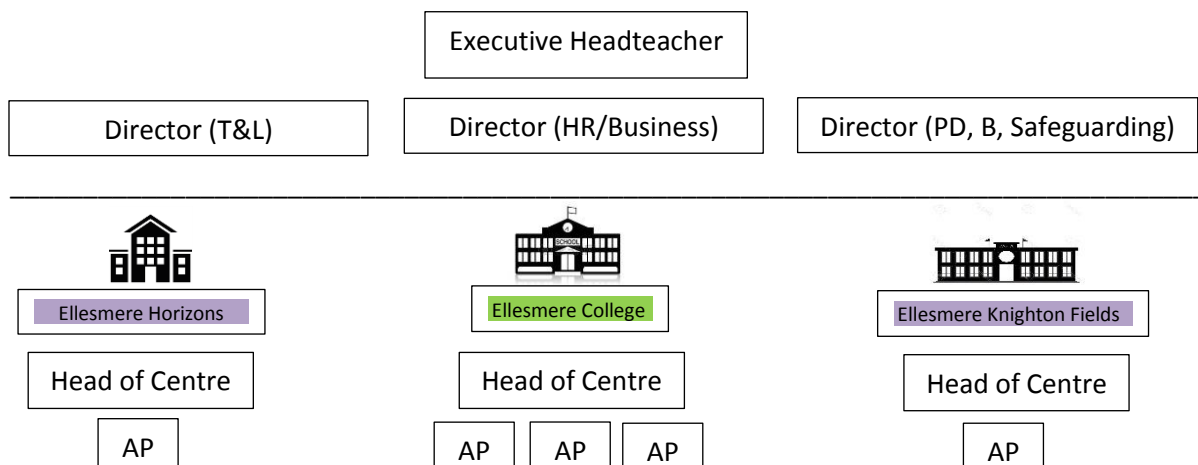 Executive Headteacher
Director (T&L)
Director (HR/Business)
Director (PD, B, Safeguarding)
SCHOOL
Ellesmere Horizons
Ellesmere College
Ellesmere Knighton Fields
Head of Centre
Head of Centre
Head of Centre
AP
AP
AP
AP
AP